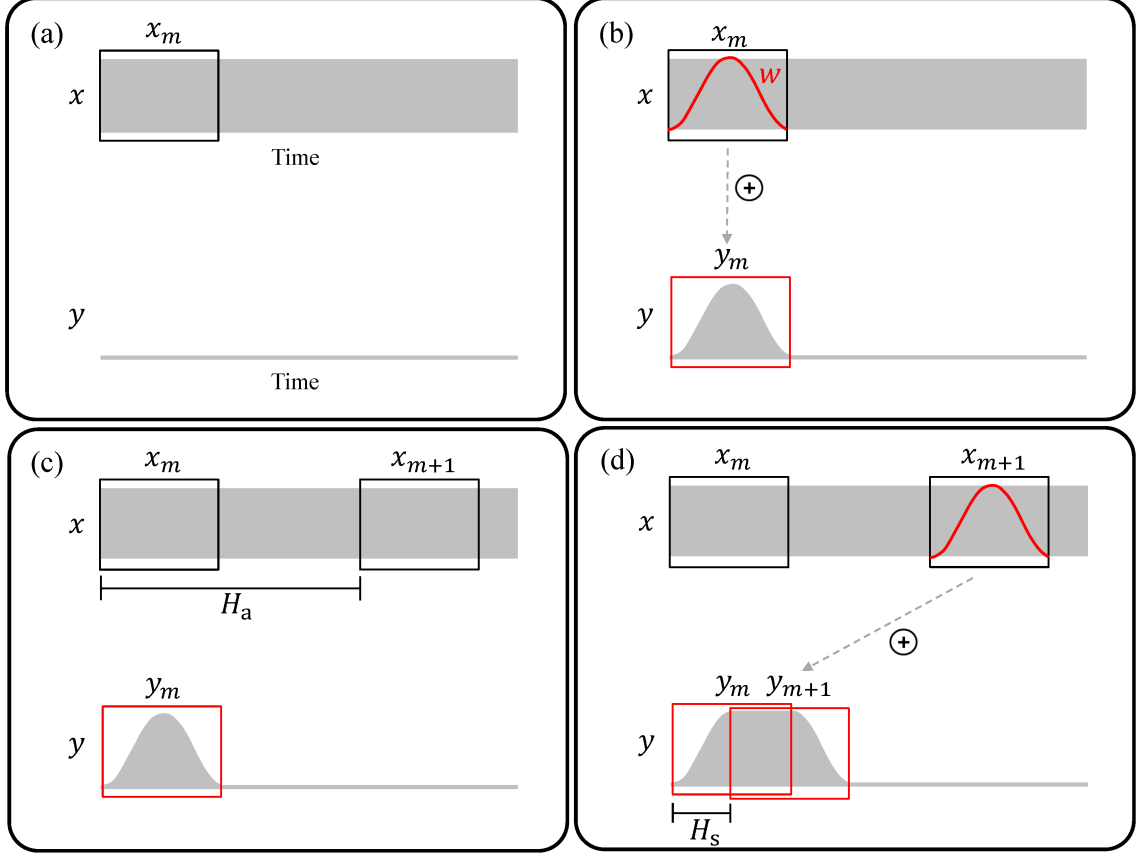 (a)
x_m
x
Time
y
Time
(b)
x_m
w
x
+
y_m
y
(c)
x_m x_{m+1}
x
H_a
y_m
y
(d)
x_m x_{m+1}
x
+
y_m y_{m+1}
y
H_s